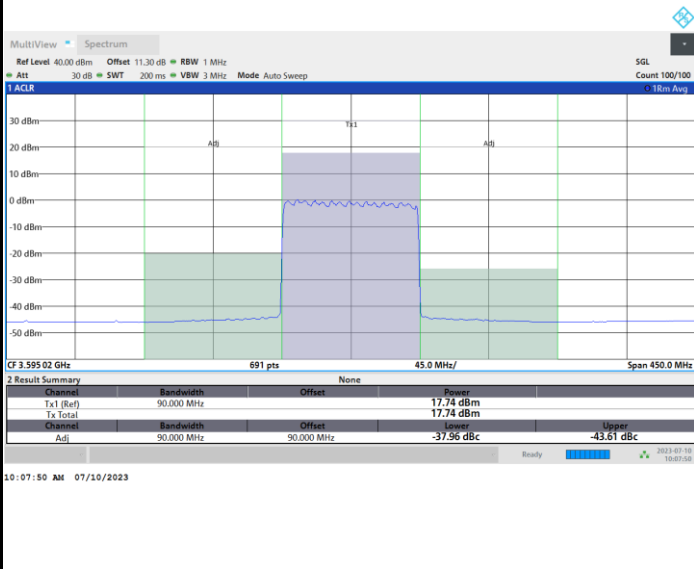 MultiView Spectrum
Ref Level 40.00 dBm Offset 11.30 dB RBW 1 MHz SGL
Att 30 dB SWT 200 ms VBW 3 MHz Mode Auto Sweep Count 100/100
1 ACLR 1Rm Avg
30 dBm
Tx1
20 dBm
Adj Adj
10 dBm
0 dBm
-10 dBm
-20 dBm
-30 dBm
-40 dBm
-50 dBm
CF 3.595 02 GHz 691 pts 45.0 MHz/ Span 450.0 MHz
2 Result Summary None
Channel Bandwidth Offset Power
Tx1 (Ref) 90.000 MHz 17.74 dBm
Tx Total 17.74 dBm
Channel Bandwidth Offset Lower Upper
Adj 90.000 MHz 90.000 MHz -37.96 dBc -43.61 dBc
Ready 2023-07-10
10:07:50
10:07:50 AM 07/10/2023